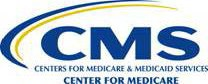 CMS
CENTERS FOR MEDICARE & MEDICAID SERVICES
CENTER FOR MEDICARE